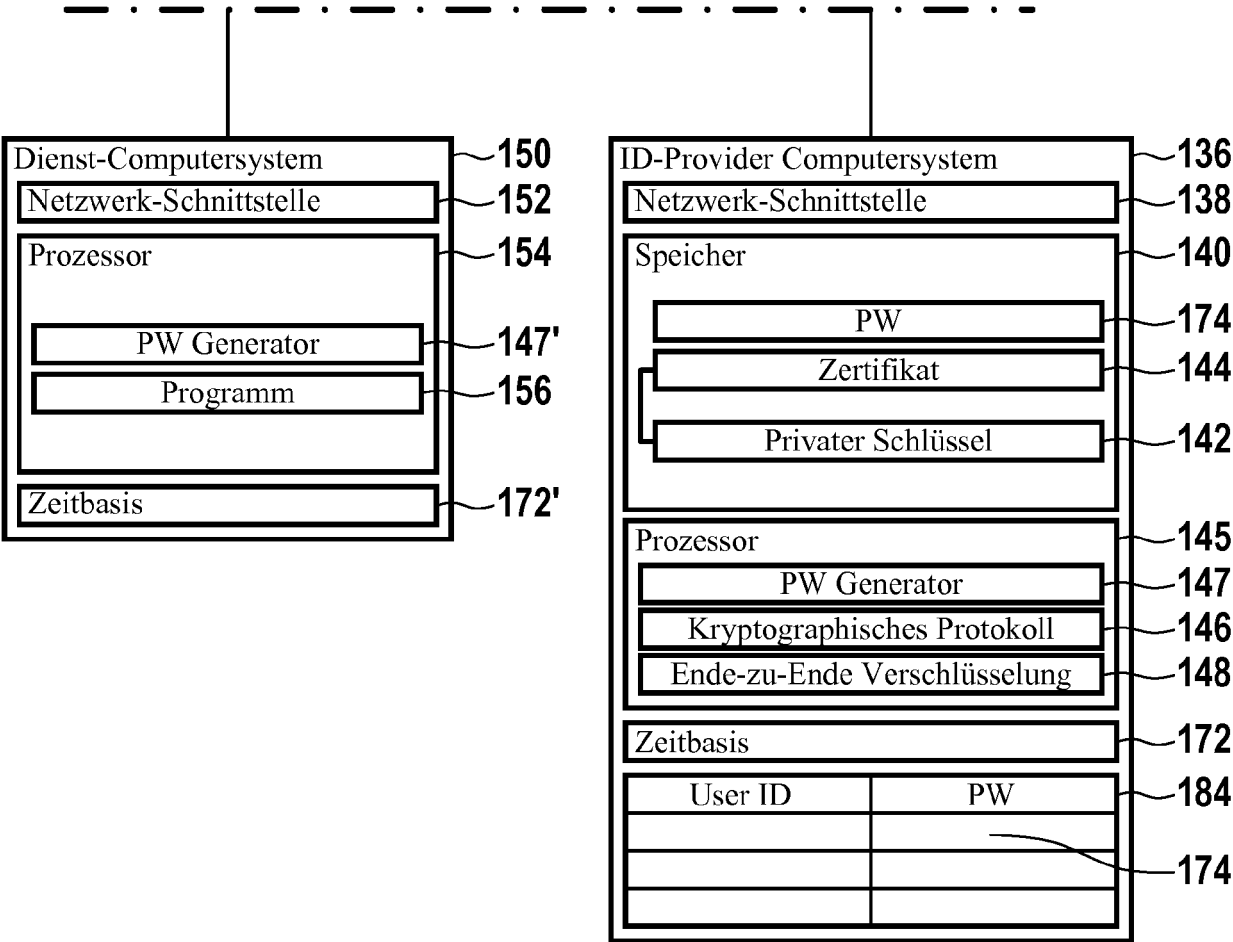 Dienst-Computersystem 150
Netzwerk-Schnittstelle 152
Prozessor 154
PW Generator 147'
Programm 156
Zeitbasis 172'
ID-Provider Computersystem 136
Netzwerk-Schnittstelle 138
Speicher 140
PW 174
Zertifikat 144
Privater Schlüssel 142
Prozessor 145
PW Generator 147
Kryptographisches Protokoll 146
Ende-zu-Ende Verschlüsselung 148
Zeitbasis 172
User ID PW 184
174